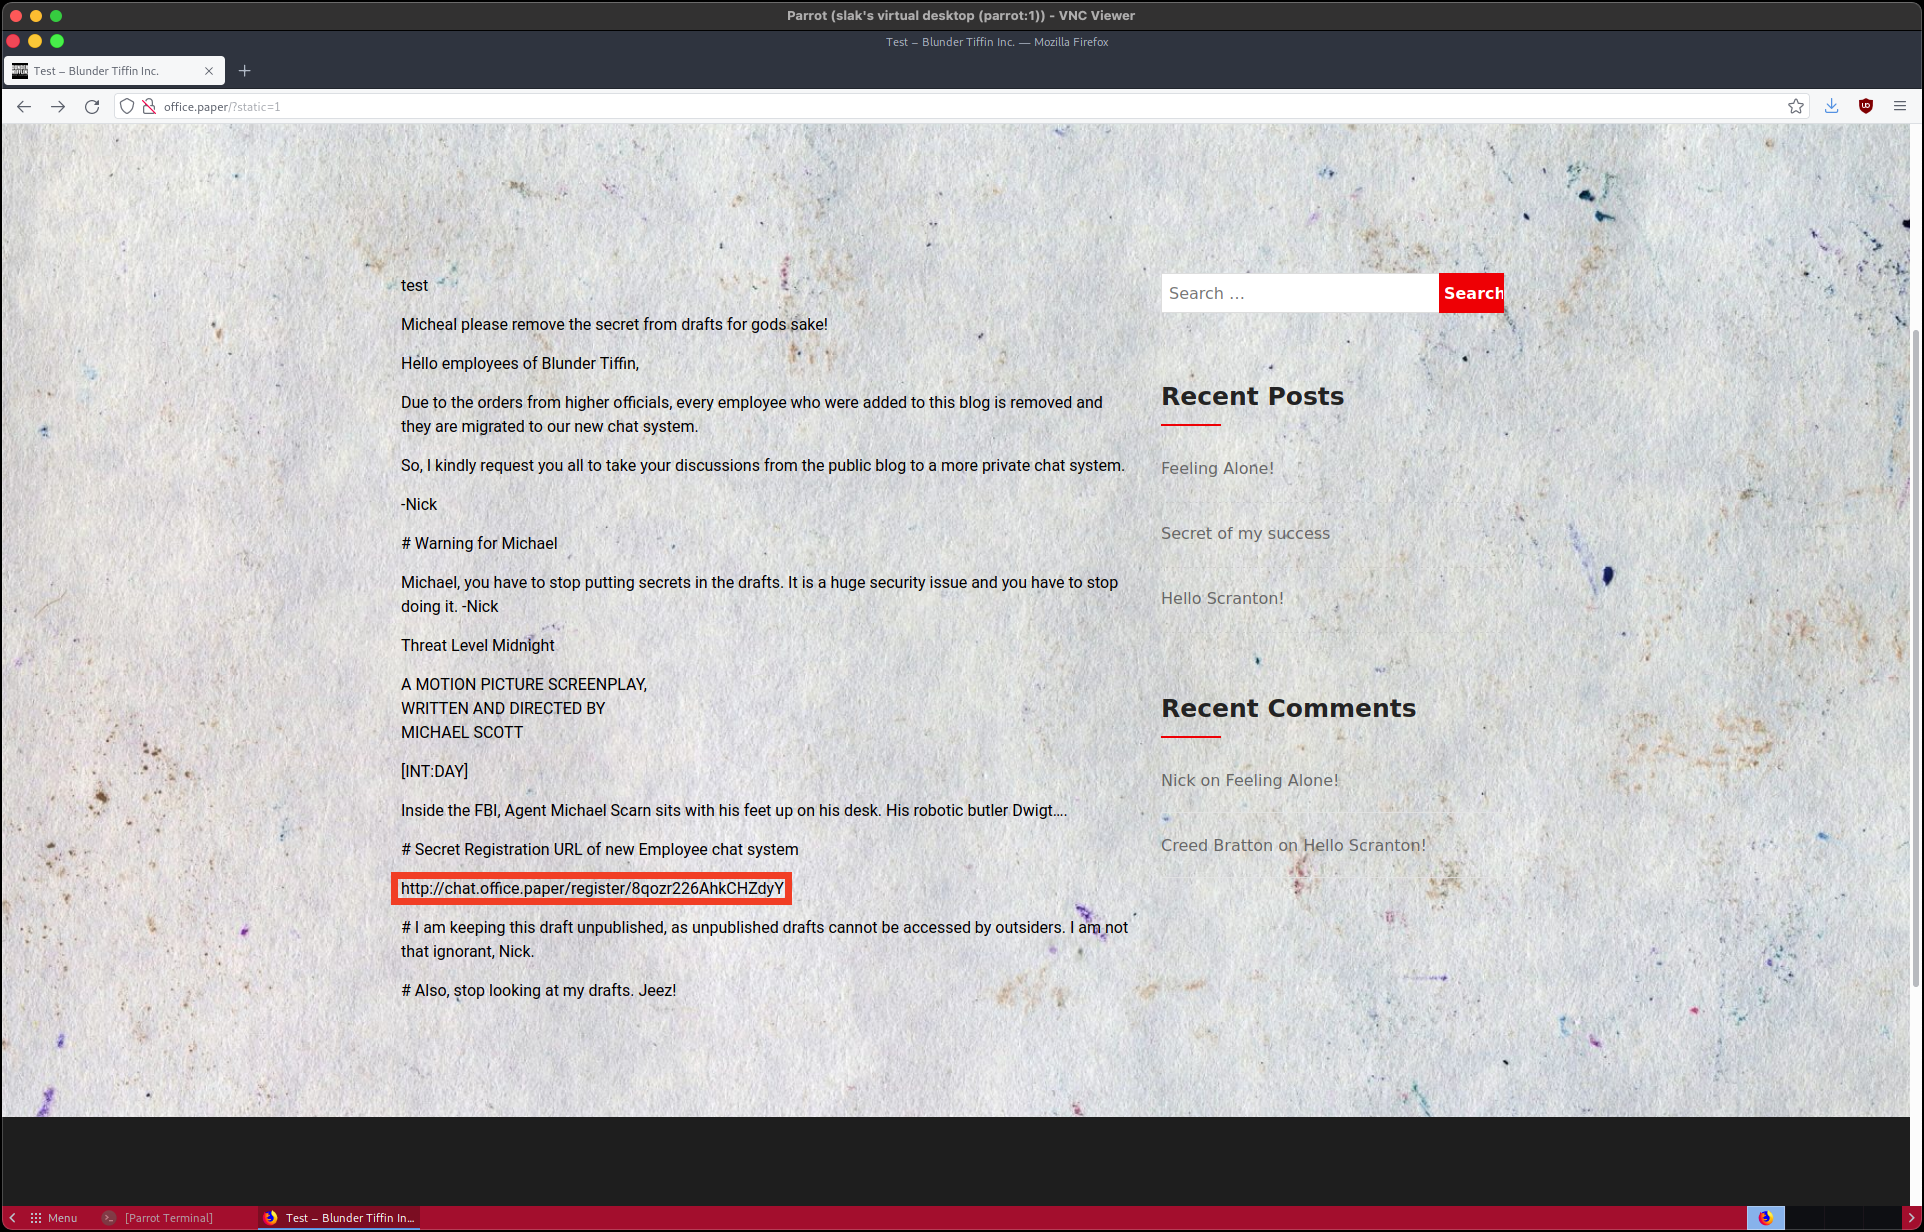 Parrot (slak's virtual desktop (parrot:1)) - VNC Viewer
Test – Blunder Tiffin Inc. — Mozilla Firefox
Test – Blunder Tiffin Inc.
office.paper/?static=1
test
Micheal please remove the secret from drafts for gods sake!
Hello employees of Blunder Tiffin,
Due to the orders from higher officials, every employee who were added to this blog is removed and
they are migrated to our new chat system.
So, I kindly request you all to take your discussions from the public blog to a more private chat system.
-Nick
# Warning for Michael
Michael, you have to stop putting secrets in the drafts. It is a huge security issue and you have to stop
doing it. -Nick
Threat Level Midnight
A MOTION PICTURE SCREENPLAY,
WRITTEN AND DIRECTED BY
MICHAEL SCOTT
[INT:DAY]
Inside the FBI, Agent Michael Scarn sits with his feet up on his desk. His robotic butler Dwigt….
# Secret Registration URL of new Employee chat system
http://chat.office.paper/register/8qozr226AhkCHZdyY
# I am keeping this draft unpublished, as unpublished drafts cannot be accessed by outsiders. I am not
that ignorant, Nick.
# Also, stop looking at my drafts. Jeez!
Search …
Search
Recent Posts
Feeling Alone!
Secret of my success
Hello Scranton!
Recent Comments
Nick on Feeling Alone!
Creed Bratton on Hello Scranton!
Menu
[Parrot Terminal]
Test – Blunder Tiffin In...